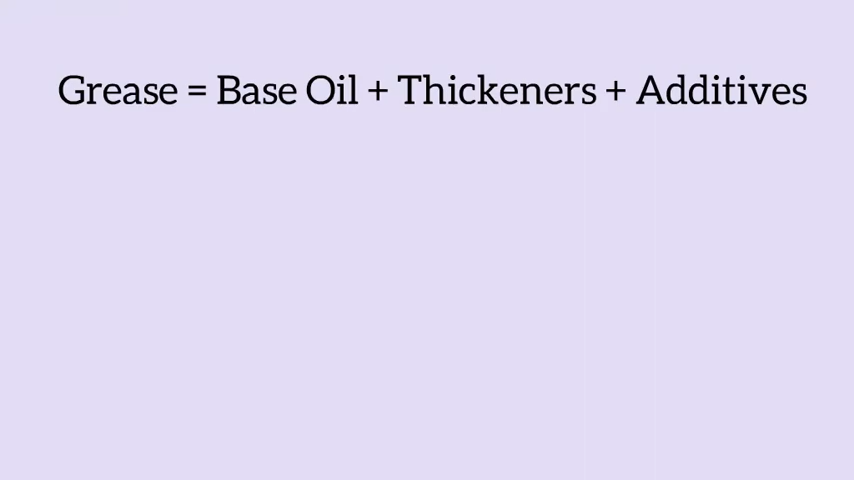 Grease = Base Oil + Thickeners + Additives